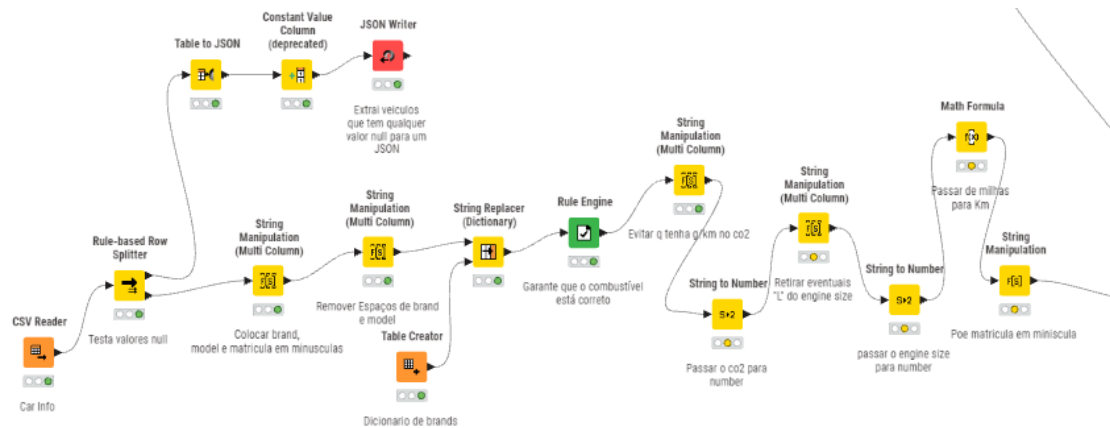 Table to JSON
Constant Value
Column
(deprecated)
JSON Writer
Extrai veiculos
que tem qualquer
valor null para um
JSON
Rule-based Row
Splitter
Testa valores null
CSV Reader
Car Info
String
Manipulation
(Multi Column)
Colocar brand,
model e matricula em minusculas
String
Manipulation
(Multi Column)
Remover Espaços de brand
e model
Table Creator
Dicionario de brands
String Replacer
(Dictionary)
Rule Engine
Garante que o combustível
está correto
String
Manipulation
(Multi Column)
Evitar q tenha g/km no co2
String to Number
Passar o co2 para
number
String
Manipulation
(Multi Column)
Retirar eventuais
"L" do engine size
String to Number
passar o engine size
para number
Math Formula
Passar de milhas
para Km
String
Manipulation
Poe matrícula em miniscula